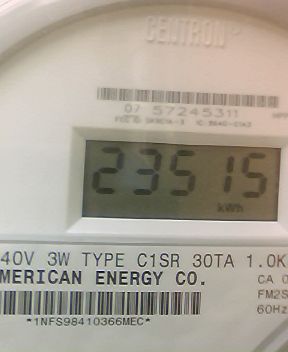 CENTRON®
07 57245311
23515
kWh
40V 3W TYPE C1SR 30TA 1.0K
MERICAN ENERGY CO.
CA 0
FM2S
60Hz
*1NFS98410366MEC*